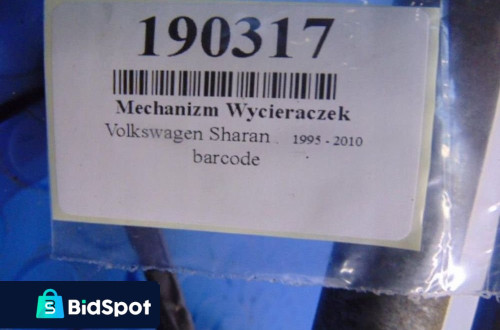 190317
Mechanizm Wycieraczek
Volkswagen Sharan . 1995 - 2010
barcode
S BidSpot